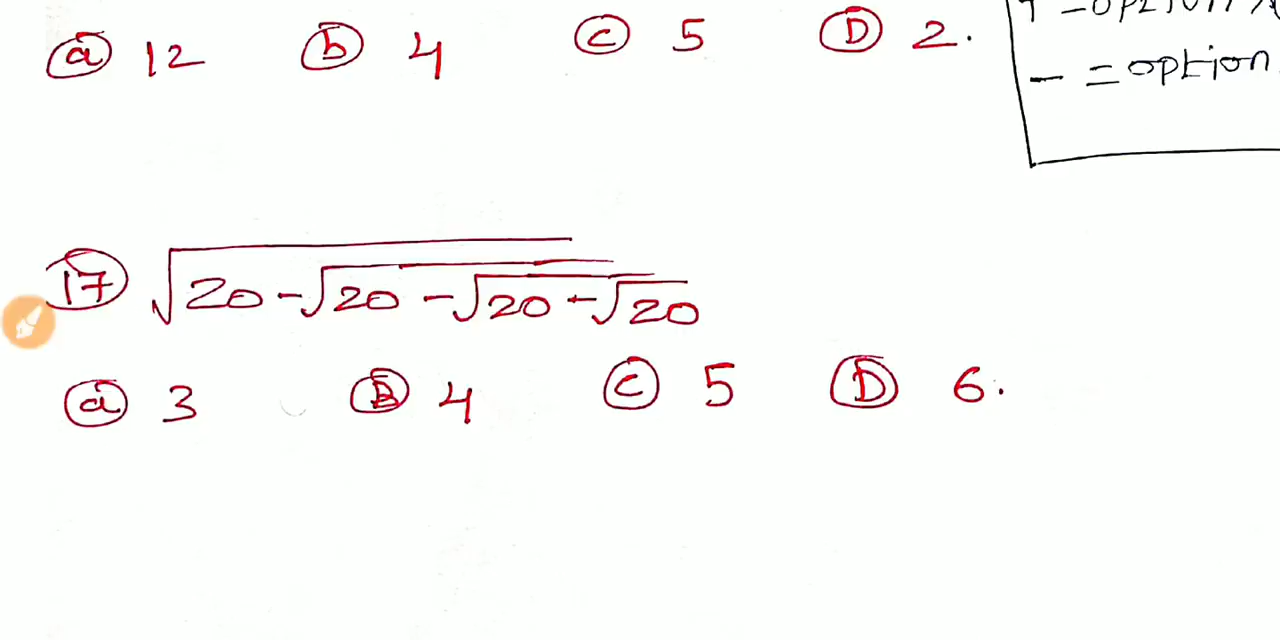 ⓐ 12 ⓑ 4 ⓒ 5 Ⓓ 2.
– = option
⑰ √20-√20-√20-√20
ⓐ 3 Ⓑ 4 Ⓒ 5 Ⓓ 6.